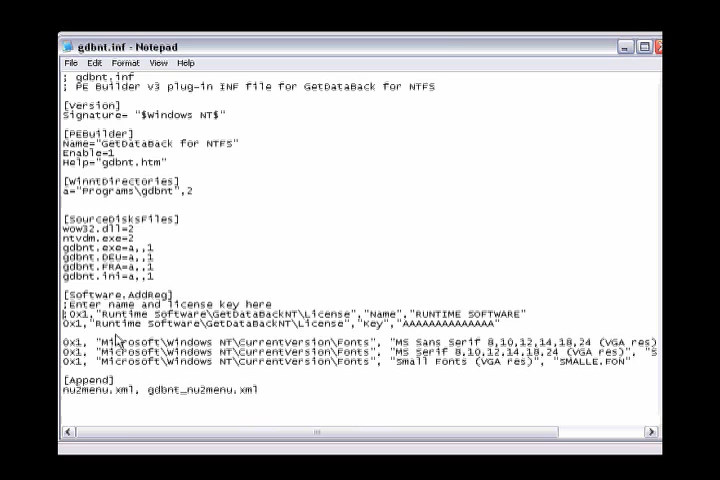 gdbnt.inf - Notepad
File Edit Format View Help
; gdbnt.inf
; PE Builder v3 plug-in INF file for GetDataBack for NTFS
[Version]
Signature= "$Windows NT$"
[PEBuilder]
Name="GetDataBack for NTFS"
Enable=1
Help="gdbnt.htm"
[WinntDirectories]
a="Programs\gdbnt",2
[SourceDisksFiles]
wow32.dll=2
ntvdm.exe=2
gdbnt.exe=a,,1
gdbnt.DEU=a,,1
gdbnt.FRA=a,,1
gdbnt.ini=a,,1
[Software.AddReg]
;Enter name and license key here
;0x1,"Runtime Software\GetDataBackNT\License","Name","RUNTIME SOFTWARE"
0x1,"Runtime Software\GetDataBackNT\License","Key","AAAAAAAAAAAAAA"
0x1, "Microsoft\Windows NT\CurrentVersion\Fonts", "MS Sans Serif 8,10,12,14,18,24 (VGA res)
0x1, "Microsoft\Windows NT\CurrentVersion\Fonts", "MS Serif 8,10,12,14,18,24 (VGA res)", "S
0x1, "Microsoft\Windows NT\CurrentVersion\Fonts", "Small Fonts (VGA res)", "SMALLE.FON"
[Append]
nu2menu.xml, gdbnt_nu2menu.xml